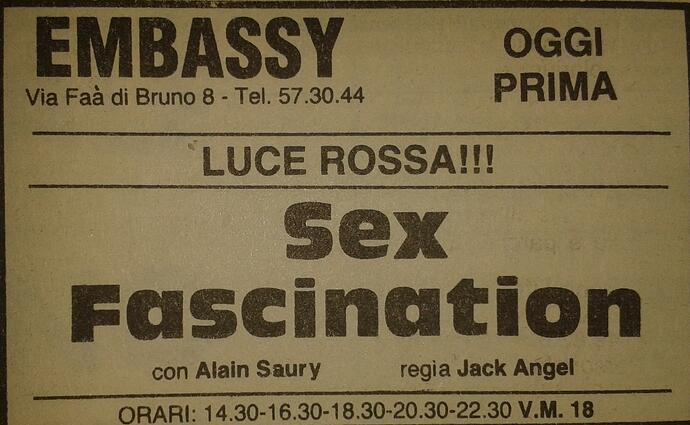 EMBASSY
OGGI
PRIMA
Via Faà di Bruno 8 - Tel. 57.30.44
LUCE ROSSA!!!
Sex
Fascination
con Alain Saury regia Jack Angel
ORARI: 14.30-16.30-18.30-20.30-22.30 V.M. 18